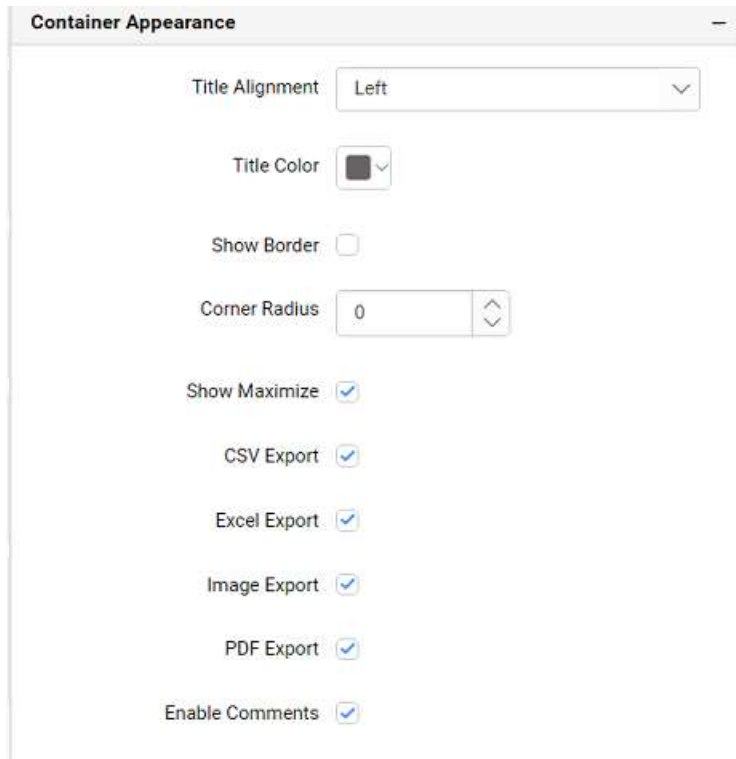 Container Appearance
Title Alignment Left
Title Color
Show Border
Corner Radius 0
Show Maximize
CSV Export
Excel Export
Image Export
PDF Export
Enable Comments